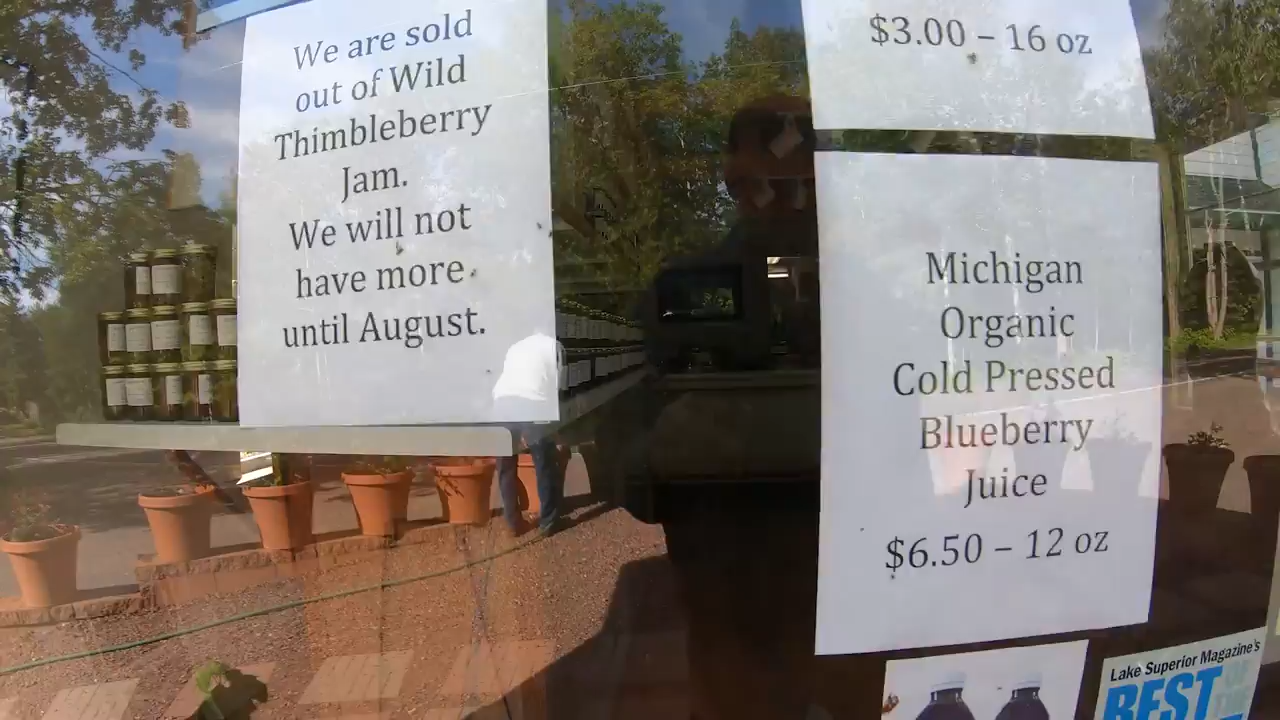 We are sold
out of Wild
Thimbleberry
Jam.
We will not
have more
until August.
$3.00 – 16 oz
Michigan
Organic
Cold Pressed
Blueberry
Juice
$6.50 – 12 oz
Lake Superior Magazine's
BEST